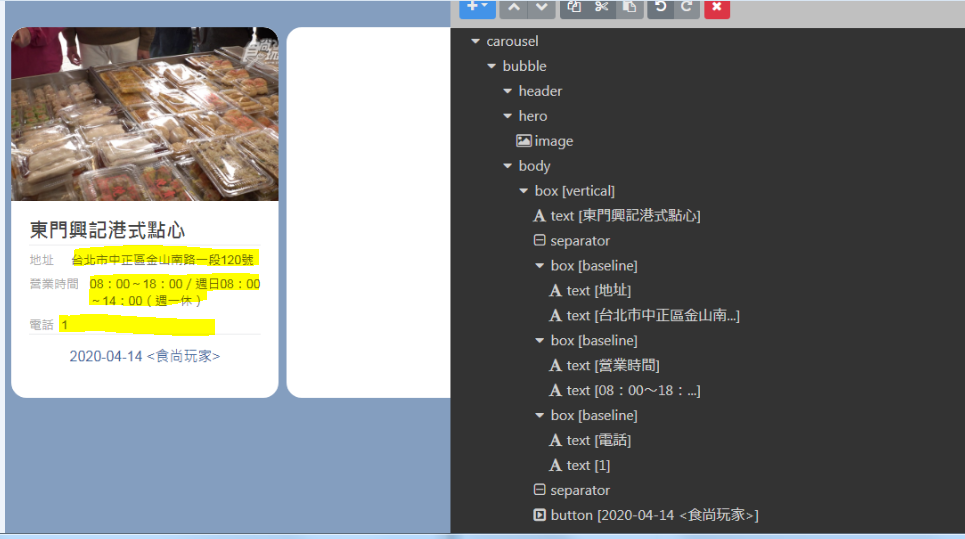 東門興記港式點心
地址 台北市中正區金山南路一段120號
營業時間 08：00～18：00 / 週日08：00
～14：00 ( 週一休 )
電話 1
2020-04-14 <食尚玩家>
carousel
bubble
header
hero
image
body
box [vertical]
text [東門興記港式點心]
separator
box [baseline]
text [地址]
text [台北市中正區金山南...]
box [baseline]
text [營業時間]
text [08：00～18：...]
box [baseline]
text [電話]
text [1]
separator
button [2020-04-14 <食尚玩家>]